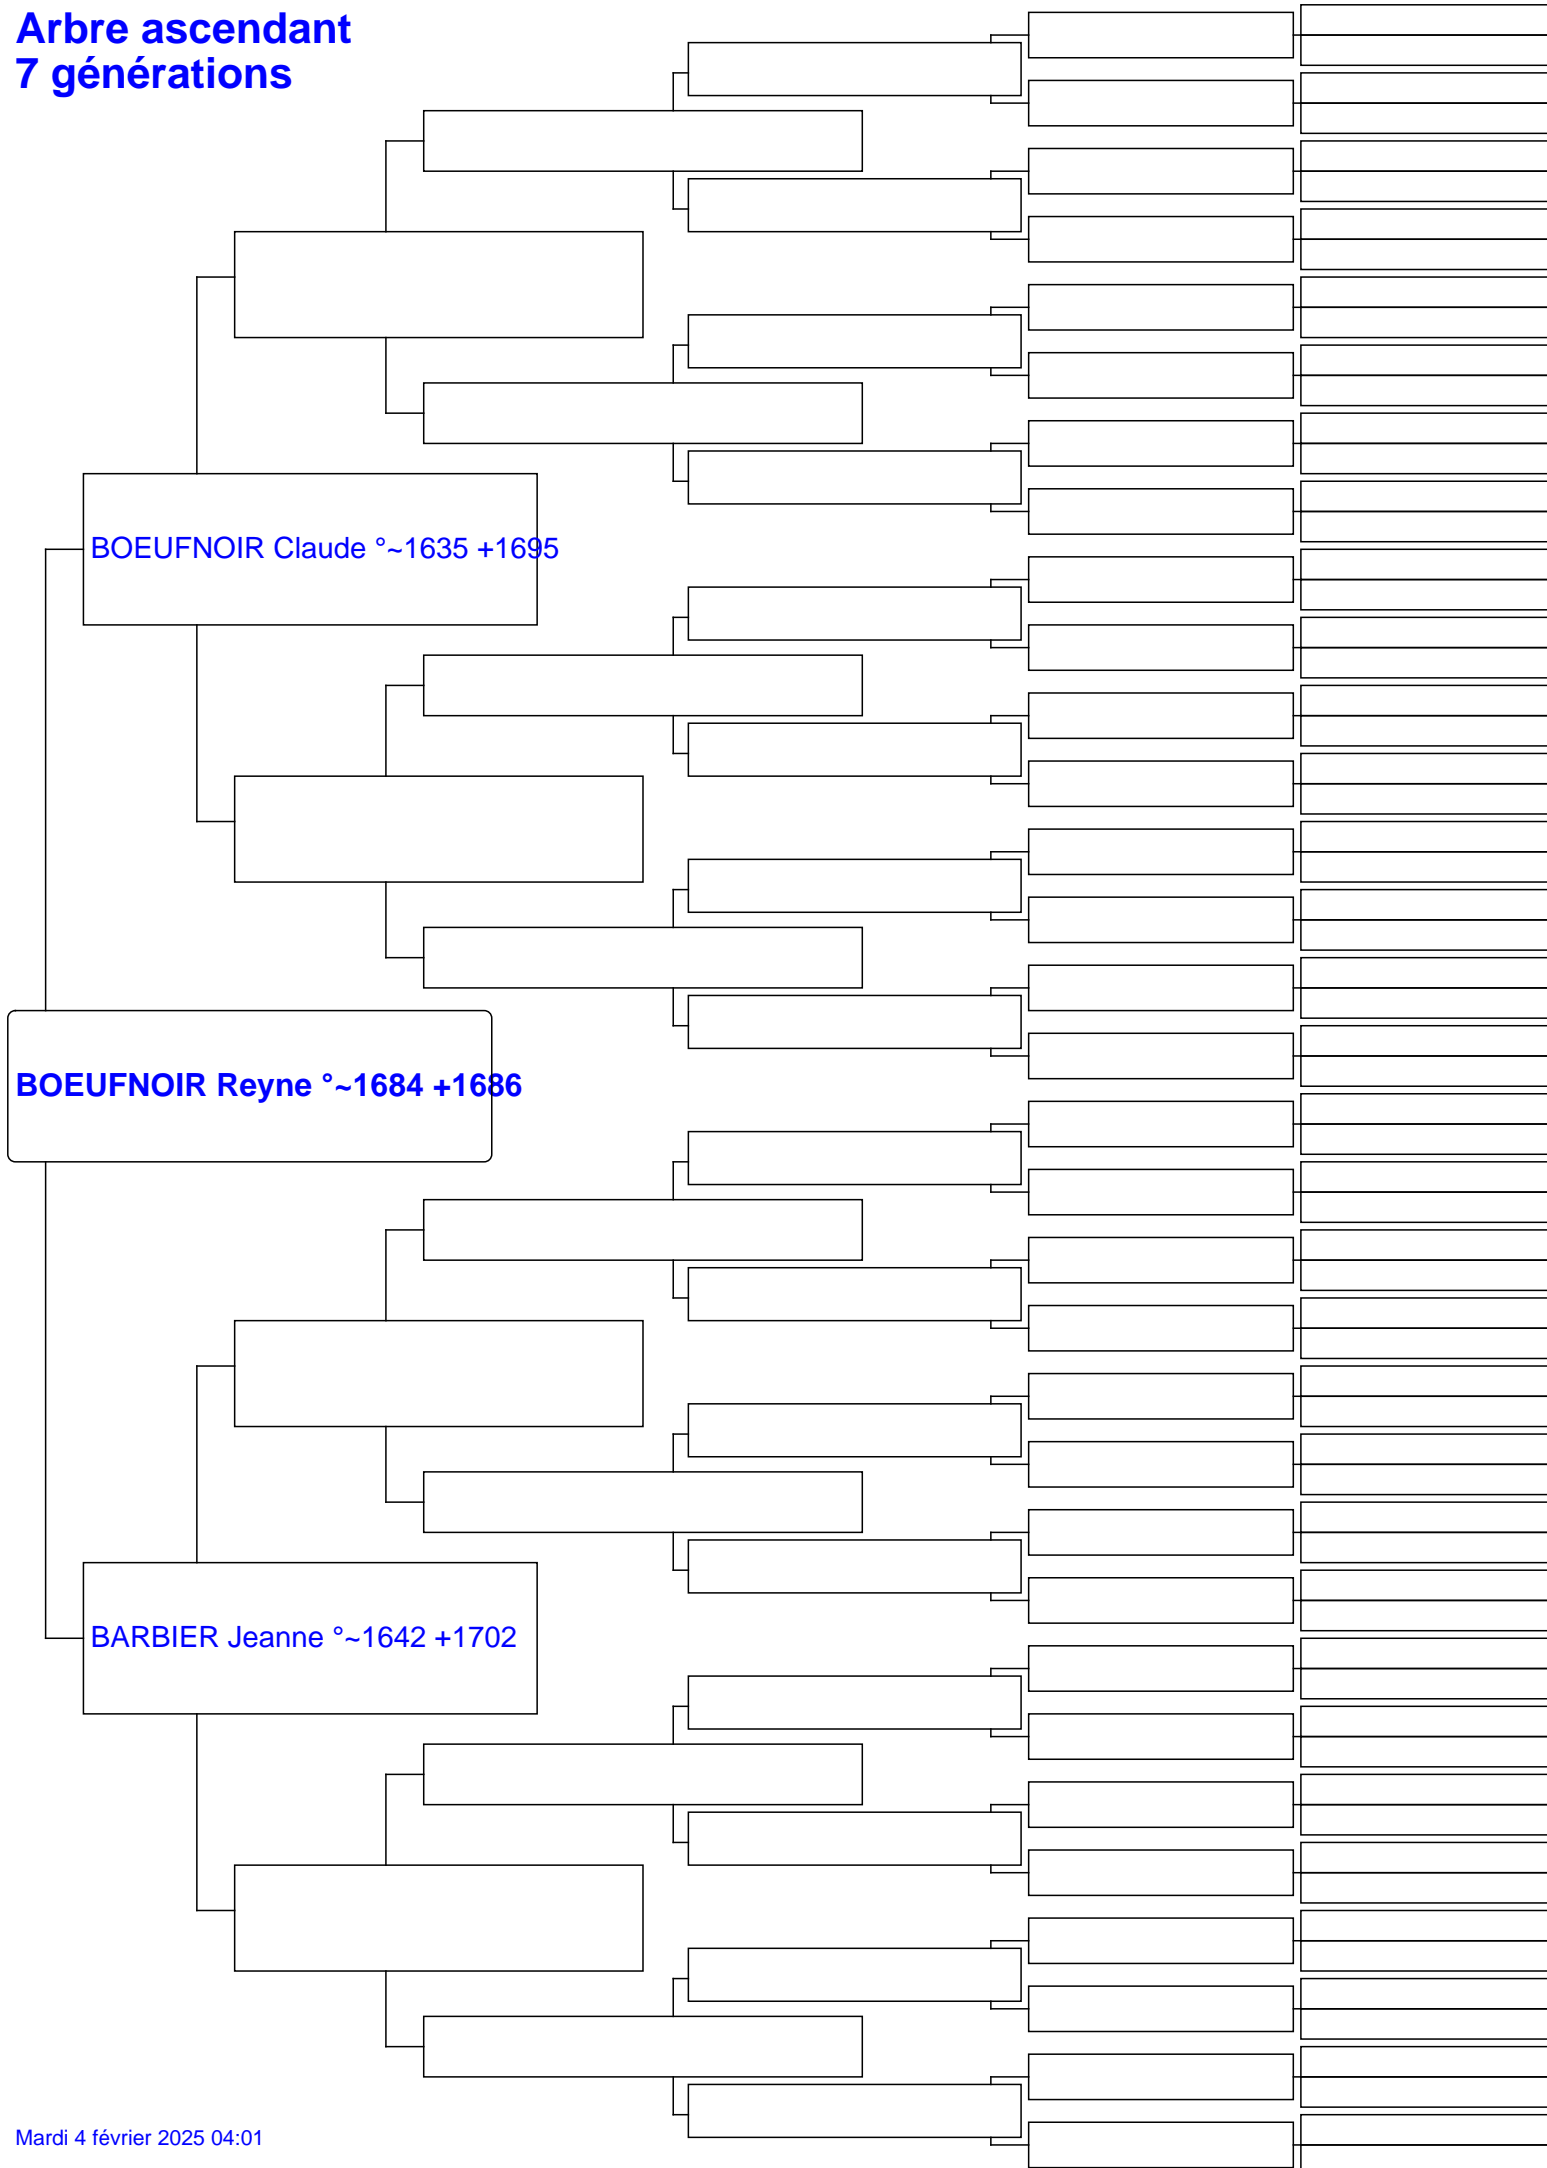 Arbre ascendant
7 générations
BOEUFNOIR Claude °~1635 +1695
BOEUFNOIR Reyne °~1684 +1686
BARBIER Jeanne °~1642 +1702
Mardi 4 février 2025 04:01